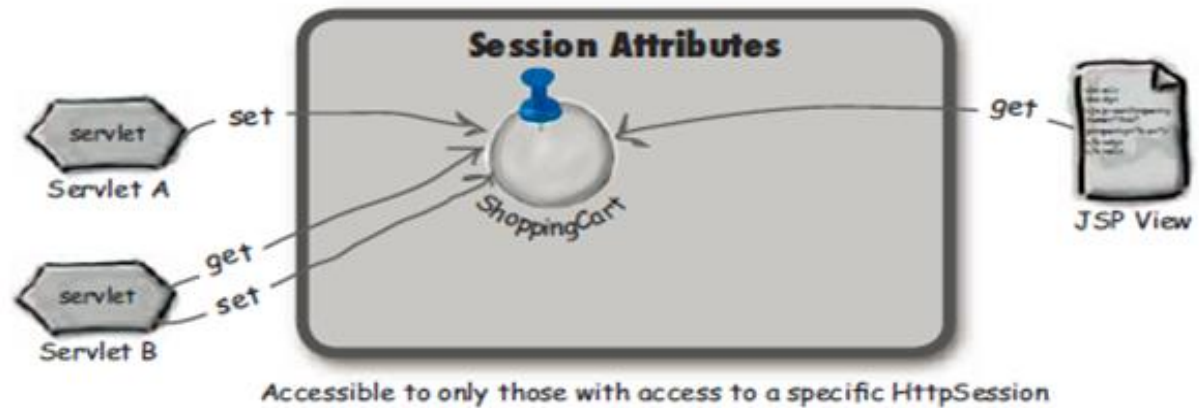 Session Attributes
servlet
Servlet A
set
ShoppingCart
get
JSP View
servlet
Servlet B
get
set
Accessible to only those with access to a specific HttpSession